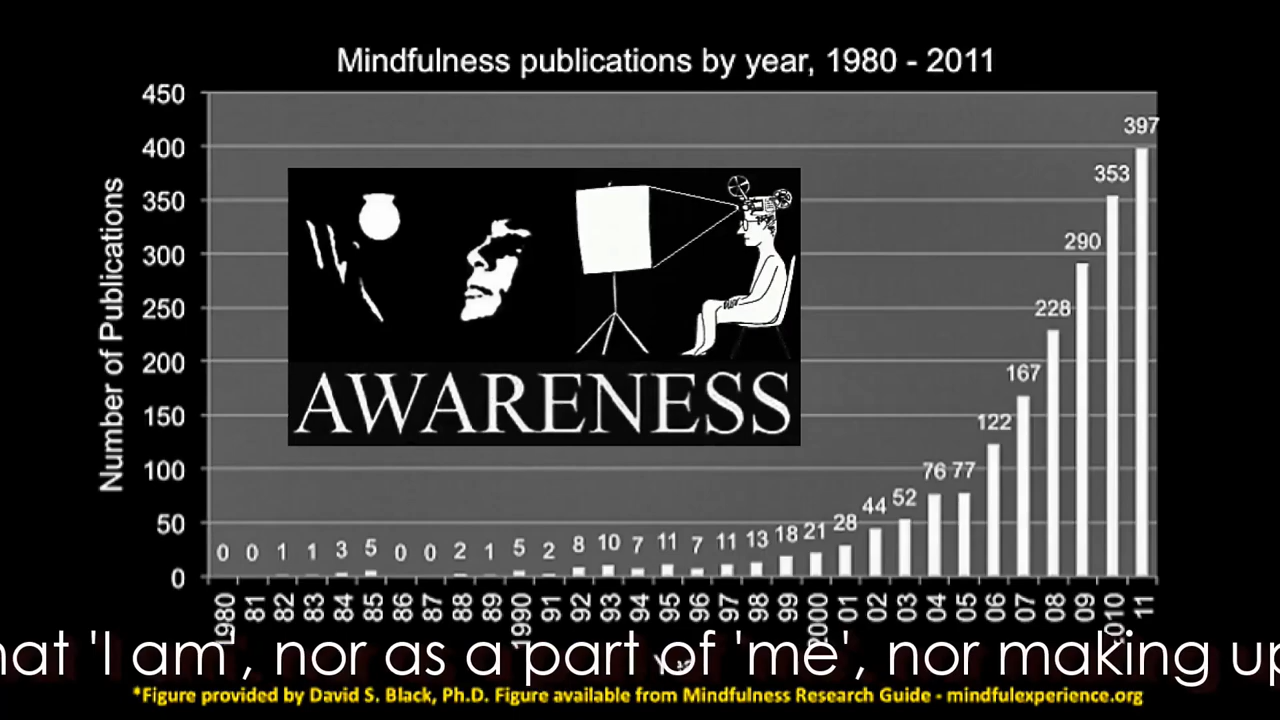 Mindfulness publications by year, 1980 - 2011
Number of Publications
450
400
350
300
250
200
150
100
50
0
0 0 1 1 3 5 0 0 2 1 5 2 8 10 7 11 7 11 13 18 21 28 44 52 76 77 122 167 228 290 353 397
AWARENESS
1980 81 82 83 84 85 86 87 88 89 1990 91 92 93 94 95 96 97 98 99 2000 01 02 03 04 05 06 07 08 09 2010 11
'I am', nor as a part of 'me', nor making up
*Figure provided by David S. Black, Ph.D. Figure available from Mindfulness Research Guide - mindfulexperience.org